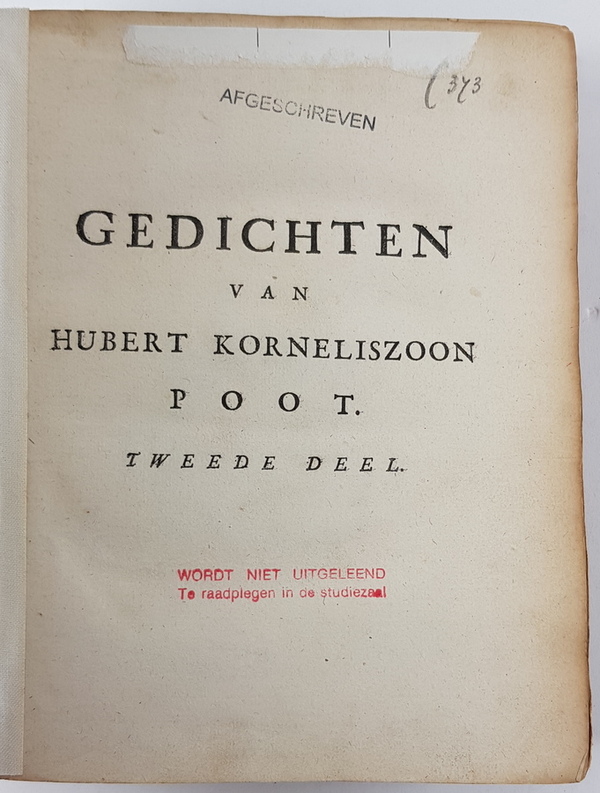 (373
AFGESCHREVEN
GEDICHTEN
VAN
HUBERT KORNELISZOON
POOT.
TWEEDE DEEL.
WORDT NIET UITGELEEND
Te raadplegen in de studiezaal